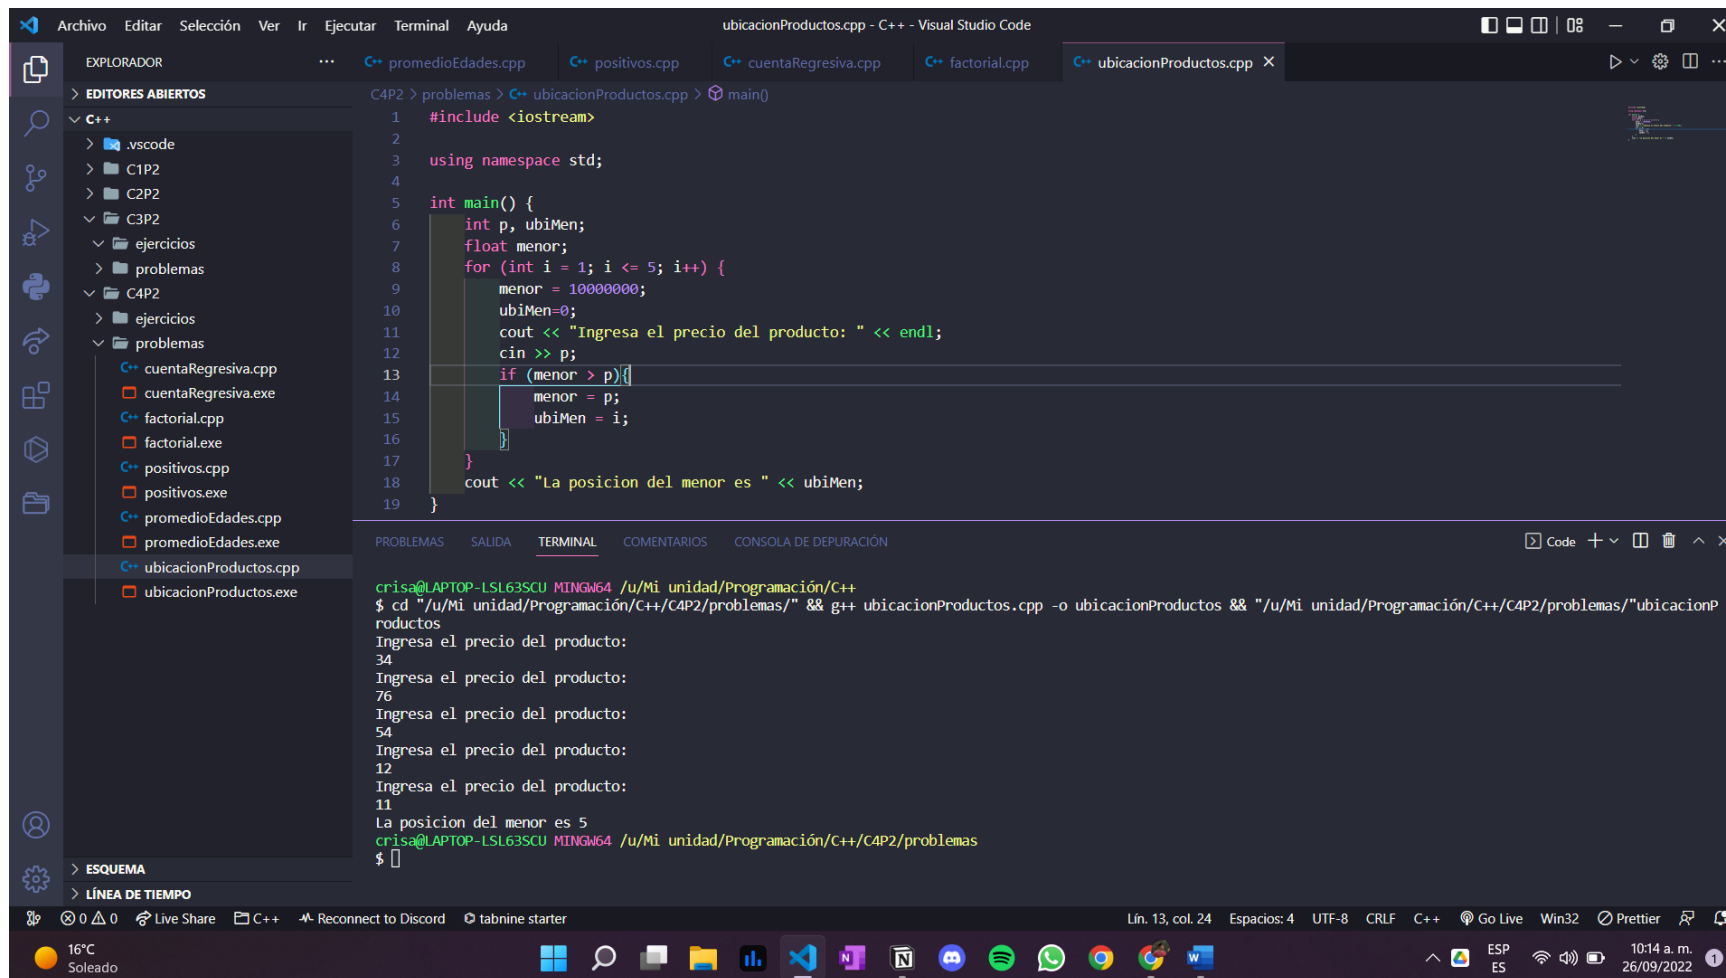 Archivo Editar Selección Ver Ir Ejecutar Terminal Ayuda ubicacionProductos.cpp - C++ - Visual Studio Code
EXPLORADOR
promedioEdades.cpp positivos.cpp cuentaRegresiva.cpp factorial.cpp ubicacionProductos.cpp
EDITORES ABIERTOS
C4P2 > problemas > ubicacionProductos.cpp > main()
C++
.vscode
C1P2
C2P2
C3P2
ejercicios
problemas
C4P2
ejercicios
problemas
cuentaRegresiva.cpp
cuentaRegresiva.exe
factorial.cpp
factorial.exe
positivos.cpp
positivos.exe
promedioEdades.cpp
promedioEdades.exe
ubicacionProductos.cpp
ubicacionProductos.exe
ESQUEMA
LÍNEA DE TIEMPO
1 #include <iostream>
2
3 using namespace std;
4
5 int main() {
6 int p, ubiMen;
7 float menor;
8 for (int i = 1; i <= 5; i++) {
9 menor = 10000000;
10 ubiMen=0;
11 cout << "Ingresa el precio del producto: " << endl;
12 cin >> p;
13 if (menor > p){
14 menor = p;
15 ubiMen = i;
16 }
17 }
18 cout << "La posicion del menor es " << ubiMen;
19 }
PROBLEMAS SALIDA TERMINAL COMENTARIOS CONSOLA DE DEPURACIÓN Code
crisa@LAPTOP-LSL63SCU MINGW64 /u/Mi unidad/Programación/C++
$ cd "/u/Mi unidad/Programación/C++/C4P2/problemas/" && g++ ubicacionProductos.cpp -o ubicacionProductos && "/u/Mi unidad/Programación/C++/C4P2/problemas/"ubicacionP
roductos
Ingresa el precio del producto:
34
Ingresa el precio del producto:
76
Ingresa el precio del producto:
54
Ingresa el precio del producto:
12
Ingresa el precio del producto:
11
La posicion del menor es 5
crisa@LAPTOP-LSL63SCU MINGW64 /u/Mi unidad/Programación/C++/C4P2/problemas
$
0 0 Live Share C++ Reconnect to Discord tabnine starter Lín. 13, col. 24 Espacios: 4 UTF-8 CRLF C++ Go Live Win32 Prettier
16°C
Soleado
ESP
ES
10:14 a. m.
26/09/2022
1